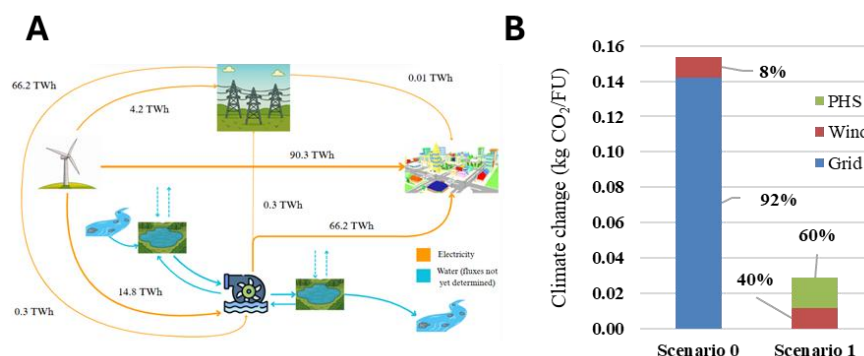 A
66.2 TWh
4.2 TWh
0.01 TWh
90.3 TWh
0.3 TWh
66.2 TWh
Electricity
Water (fluxes not
yet determined)
14.8 TWh
0.3 TWh
B
Climate change (kg CO₂/FU)
0.16
0.14
0.12
0.10
0.08
0.06
0.04
0.02
0.00
8%
92%
60%
40%
PHS
Wind
Grid
Scenario 0
Scenario 1